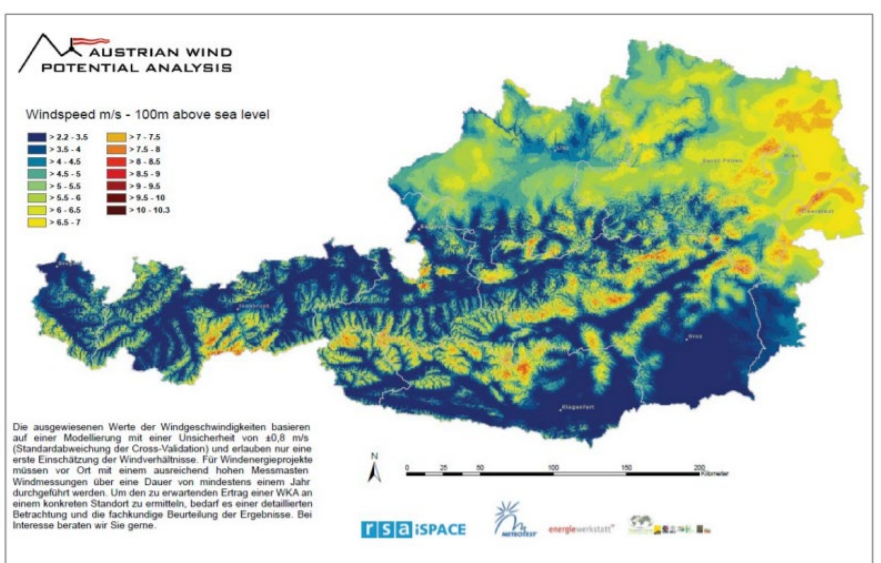 AUSTRIAN WIND
POTENTIAL ANALYSIS
Windspeed m/s - 100m above sea level
> 2.2 - 3.5
> 3.5 - 4
> 4 - 4.5
> 4.5 - 5
> 5 - 5.5
> 5.5 - 6
> 6 - 6.5
> 6.5 - 7
> 7 - 7.5
> 7.5 - 8
> 8 - 8.5
> 8.5 - 9
> 9 - 9.5
> 9.5 - 10
> 10 - 10.3
Linz
Sankt Pölten
Wien
Eisenstadt
Salzburg
Innsbruck
Graz
Klagenfurt
Die ausgewiesenen Werte der Windgeschwindigkeiten basieren
auf einer Modellierung mit einer Unsicherheit von ±0,8 m/s
(Standardabweichung der Cross-Validation) und erlauben nur eine
erste Einschätzung der Windverhältnisse. Für Windenergieprojekte
müssen vor Ort mit einem ausreichend hohen Messmasten
Windmessungen über eine Dauer von mindestens einem Jahr
durchgeführt werden. Um den zu erwartenden Ertrag einer WKA an
einem konkreten Standort zu ermitteln, bedarf es einer detaillierten
Betrachtung und die fachkundige Beurteilung der Ergebnisse. Bei
Interesse beraten wir Sie gerne.
N
0 25 50 100 150 200
Kilometer
rsa iSPACE
METEOTEST
energiewerkstatt